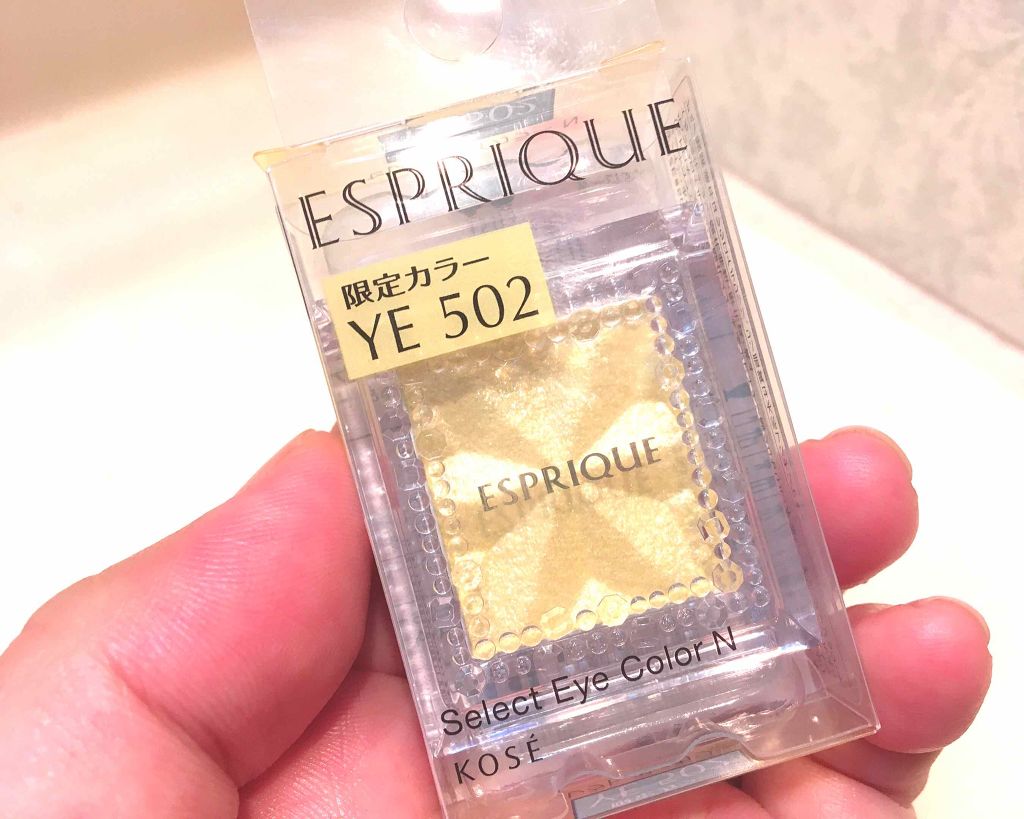 ESPRIQUE
限定カラー
YE 502
ESPRIQUE
Select Eye Color N
KOSÉ